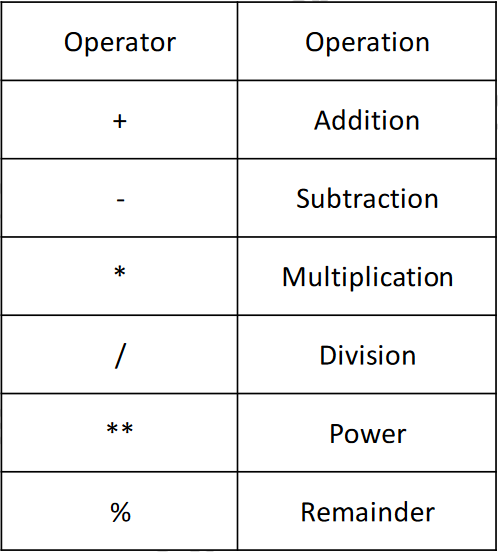 Operator Operation
+ Addition
- Subtraction
* Multiplication
/ Division
** Power
% Remainder